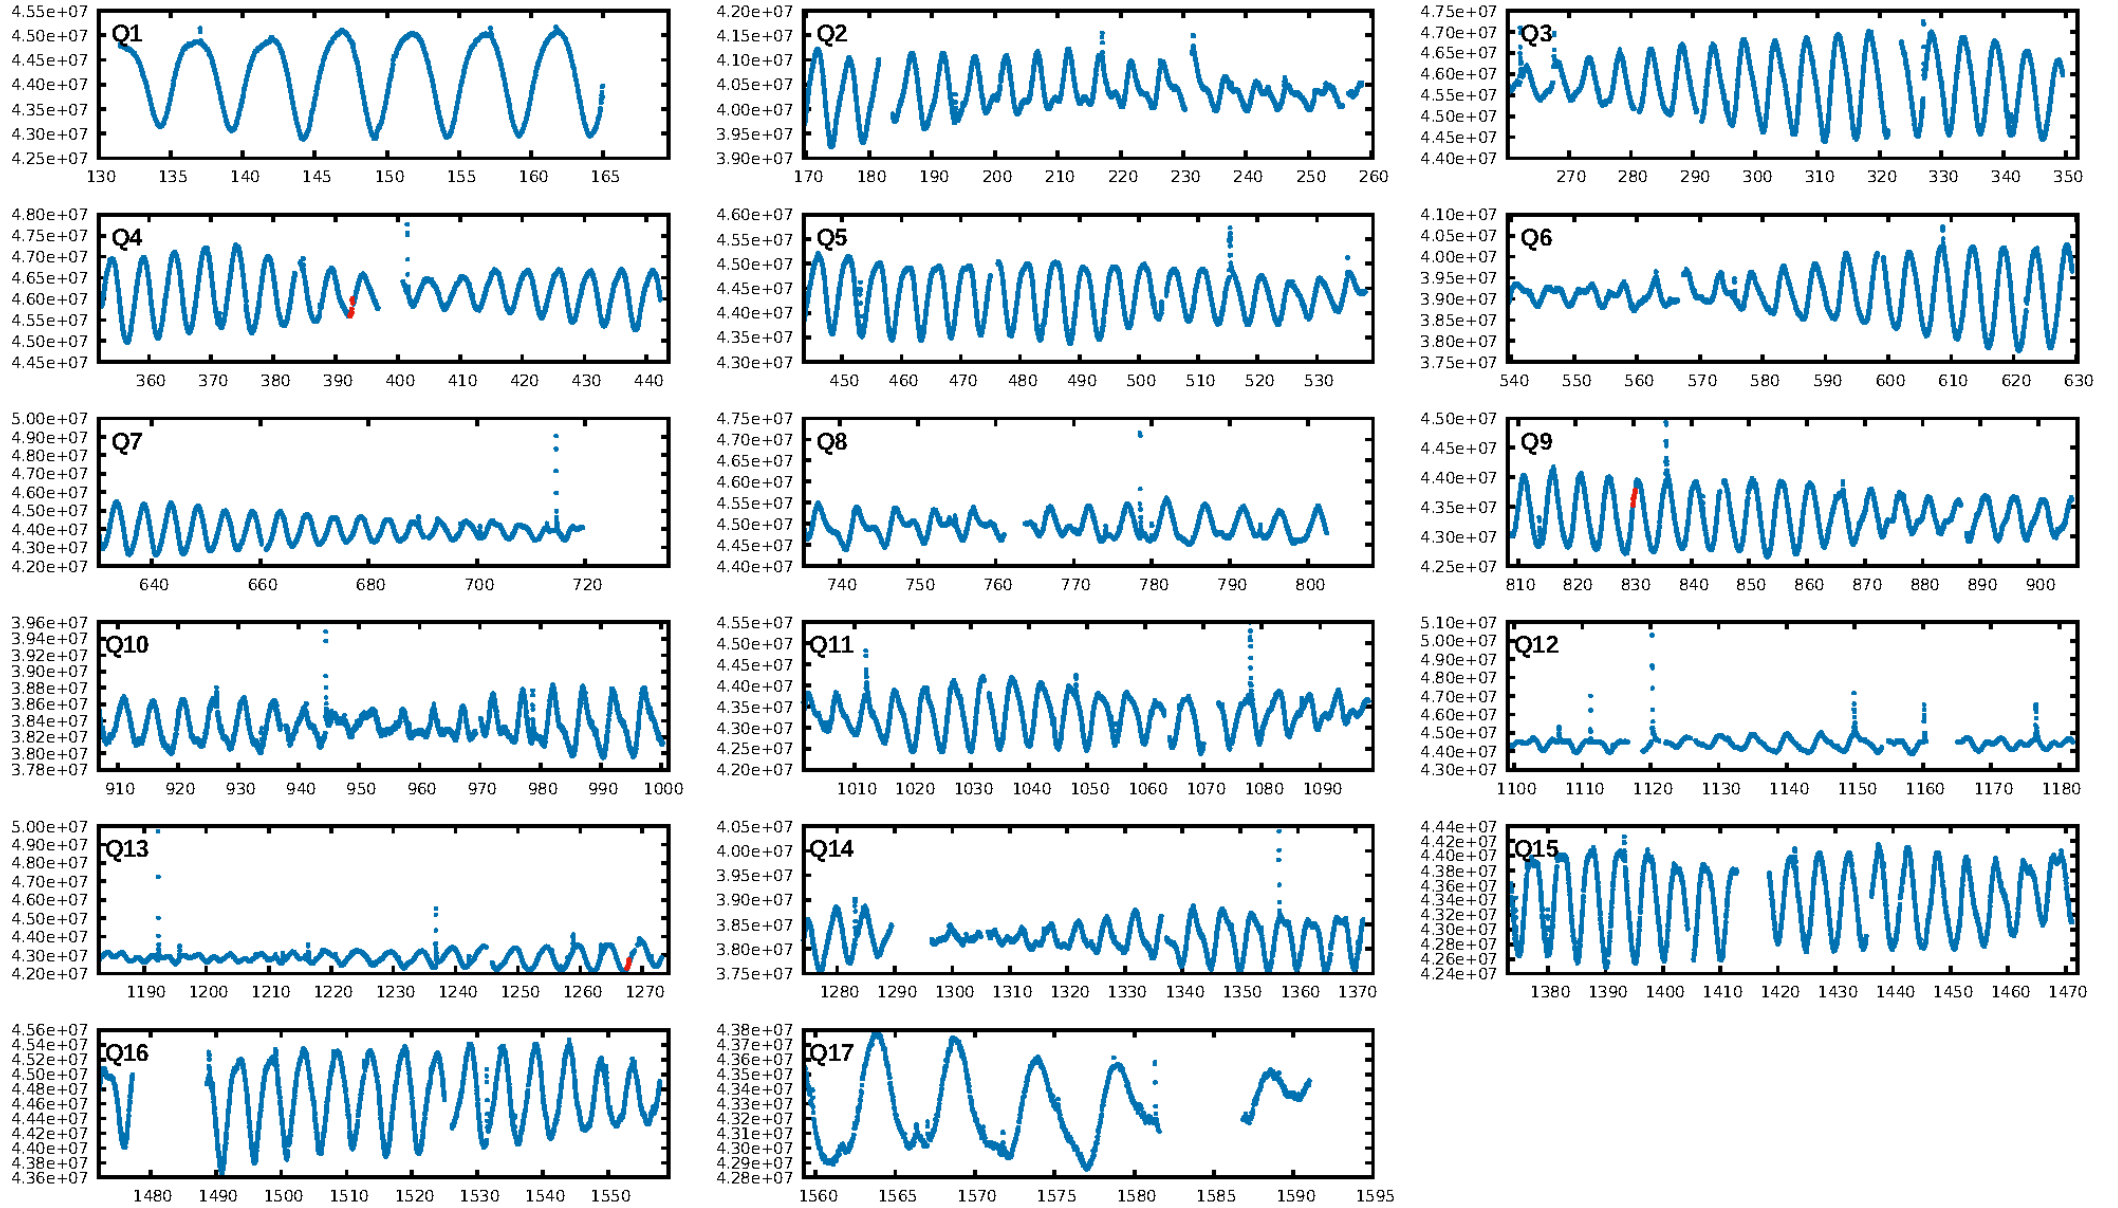 Q1
4.55e+07
4.50e+07
4.45e+07
4.40e+07
4.35e+07
4.30e+07
4.25e+07
130 135 140 145 150 155 160 165
Q2
4.20e+07
4.15e+07
4.10e+07
4.05e+07
4.00e+07
3.95e+07
3.90e+07
170 180 190 200 210 220 230 240 250 260
Q3
4.75e+07
4.70e+07
4.65e+07
4.60e+07
4.55e+07
4.50e+07
4.45e+07
4.40e+07
270 280 290 300 310 320 330 340 350
Q4
4.80e+07
4.75e+07
4.70e+07
4.65e+07
4.60e+07
4.55e+07
4.50e+07
4.45e+07
360 370 380 390 400 410 420 430 440
Q5
4.60e+07
4.55e+07
4.50e+07
4.45e+07
4.40e+07
4.35e+07
4.30e+07
450 460 470 480 490 500 510 520 530
Q6
4.10e+07
4.05e+07
4.00e+07
3.95e+07
3.90e+07
3.85e+07
3.80e+07
3.75e+07
540 550 560 570 580 590 600 610 620 630
Q7
5.00e+07
4.90e+07
4.80e+07
4.70e+07
4.60e+07
4.50e+07
4.40e+07
4.30e+07
4.20e+07
640 660 680 700 720
Q8
4.75e+07
4.70e+07
4.65e+07
4.60e+07
4.55e+07
4.50e+07
4.45e+07
4.40e+07
740 750 760 770 780 790 800
Q9
4.50e+07
4.45e+07
4.40e+07
4.35e+07
4.30e+07
4.25e+07
810 820 830 840 850 860 870 880 890 900
Q10
3.96e+07
3.94e+07
3.92e+07
3.90e+07
3.88e+07
3.86e+07
3.84e+07
3.82e+07
3.80e+07
3.78e+07
910 920 930 940 950 960 970 980 990 1000
Q11
4.55e+07
4.50e+07
4.45e+07
4.40e+07
4.35e+07
4.30e+07
4.25e+07
4.20e+07
1010 1020 1030 1040 1050 1060 1070 1080 1090
Q12
5.10e+07
5.00e+07
4.90e+07
4.80e+07
4.70e+07
4.60e+07
4.50e+07
4.40e+07
4.30e+07
1100 1110 1120 1130 1140 1150 1160 1170 1180
Q13
5.00e+07
4.90e+07
4.80e+07
4.70e+07
4.60e+07
4.50e+07
4.40e+07
4.30e+07
4.20e+07
1190 1200 1210 1220 1230 1240 1250 1260 1270
Q14
4.05e+07
4.00e+07
3.95e+07
3.90e+07
3.85e+07
3.80e+07
3.75e+07
1280 1290 1300 1310 1320 1330 1340 1350 1360 1370
Q15
4.44e+07
4.42e+07
4.40e+07
4.38e+07
4.36e+07
4.34e+07
4.32e+07
4.30e+07
4.28e+07
4.26e+07
4.24e+07
1380 1390 1400 1410 1420 1430 1440 1450 1460 1470
Q16
4.56e+07
4.54e+07
4.52e+07
4.50e+07
4.48e+07
4.46e+07
4.44e+07
4.42e+07
4.40e+07
4.38e+07
4.36e+07
1480 1490 1500 1510 1520 1530 1540 1550
Q17
4.38e+07
4.37e+07
4.36e+07
4.35e+07
4.34e+07
4.33e+07
4.32e+07
4.31e+07
4.30e+07
4.29e+07
4.28e+07
1560 1565 1570 1575 1580 1585 1590 1595